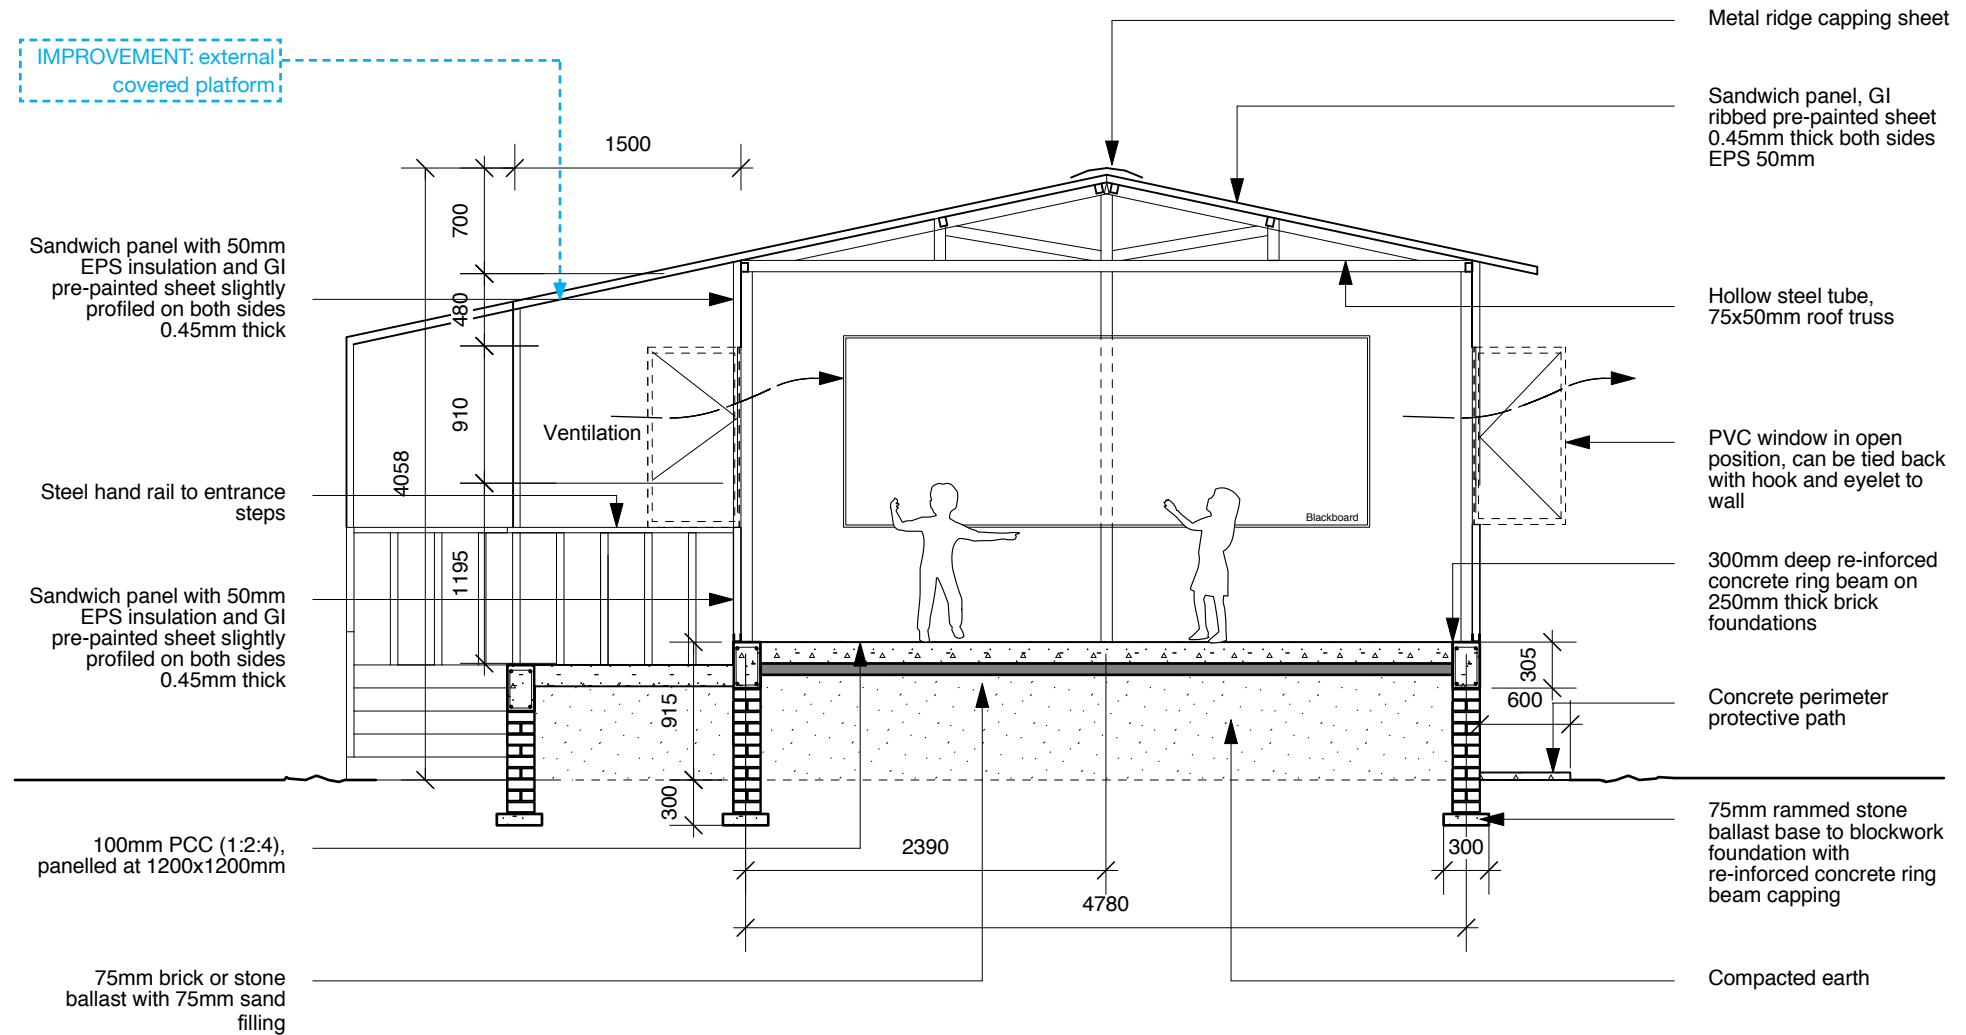 IMPROVEMENT: external
covered platform
Sandwich panel with 50mm
EPS insulation and GI
pre-painted sheet slightly
profiled on both sides
0.45mm thick
Steel hand rail to entrance
steps
Sandwich panel with 50mm
EPS insulation and GI
pre-painted sheet slightly
profiled on both sides
0.45mm thick
100mm PCC (1:2:4),
panelled at 1200x1200mm
75mm brick or stone
ballast with 75mm sand
filling
1500
700
480
910
4058
1195
915
300
Ventilation
Blackboard
2390
4780
300
305
600
Metal ridge capping sheet
Sandwich panel, GI
ribbed pre-painted sheet
0.45mm thick both sides
EPS 50mm
Hollow steel tube,
75x50mm roof truss
PVC window in open
position, can be tied back
with hook and eyelet to
wall
300mm deep re-inforced
concrete ring beam on
250mm thick brick
foundations
Concrete perimeter
protective path
75mm rammed stone
ballast base to blockwork
foundation with
re-inforced concrete ring
beam capping
Compacted earth